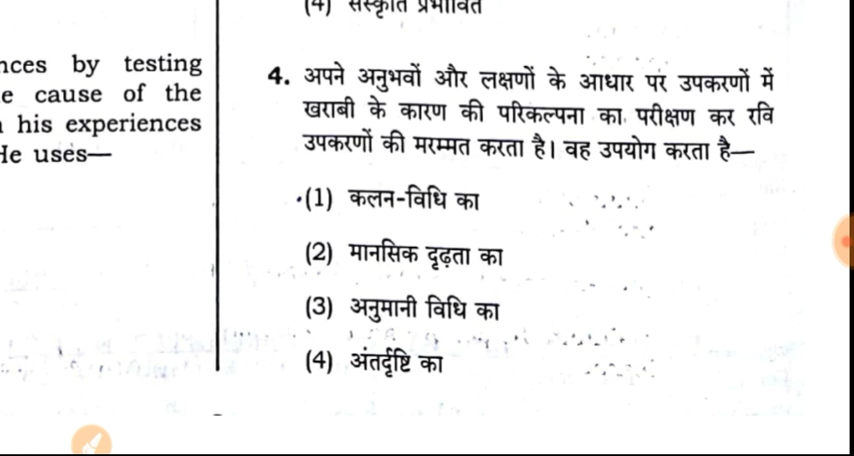 (4) संस्कृति प्रभावित
nces by testing
e cause of the
his experiences
He uses—
4. अपने अनुभवों और लक्षणों के आधार पर उपकरणों में
खराबी के कारण की परिकल्पना का परीक्षण कर रवि
उपकरणों की मरम्मत करता है। वह उपयोग करता है—
(1) कलन-विधि का
(2) मानसिक दृढ़ता का
(3) अनुमानी विधि का
(4) अंतर्दृष्टि का